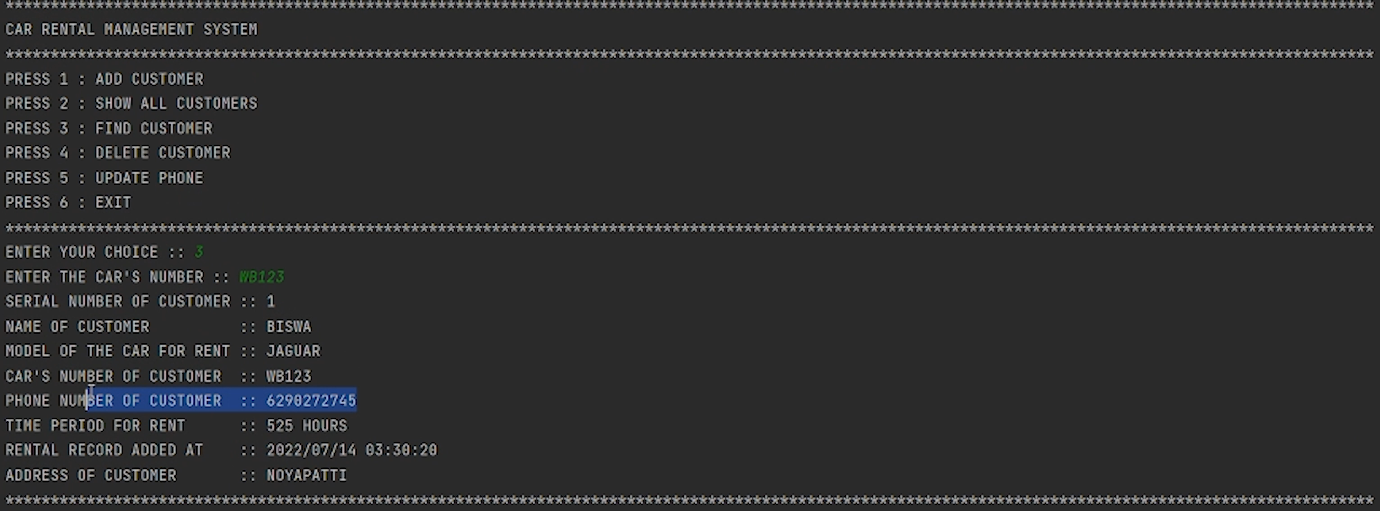 ********************************************************************************************************************************************************
CAR RENTAL MANAGEMENT SYSTEM
********************************************************************************************************************************************************
PRESS 1 : ADD CUSTOMER
PRESS 2 : SHOW ALL CUSTOMERS
PRESS 3 : FIND CUSTOMER
PRESS 4 : DELETE CUSTOMER
PRESS 5 : UPDATE PHONE
PRESS 6 : EXIT
********************************************************************************************************************************************************
ENTER YOUR CHOICE :: 3
ENTER THE CAR'S NUMBER :: WB123
SERIAL NUMBER OF CUSTOMER :: 1
NAME OF CUSTOMER          :: BISWA
MODEL OF THE CAR FOR RENT :: JAGUAR
CAR'S NUMBER OF CUSTOMER  :: WB123
PHONE NUMBER OF CUSTOMER  :: 6290272745
TIME PERIOD FOR RENT      :: 525 HOURS
RENTAL RECORD ADDED AT    :: 2022/07/14 03:30:20
ADDRESS OF CUSTOMER       :: NOYAPATTI
********************************************************************************************************************************************************